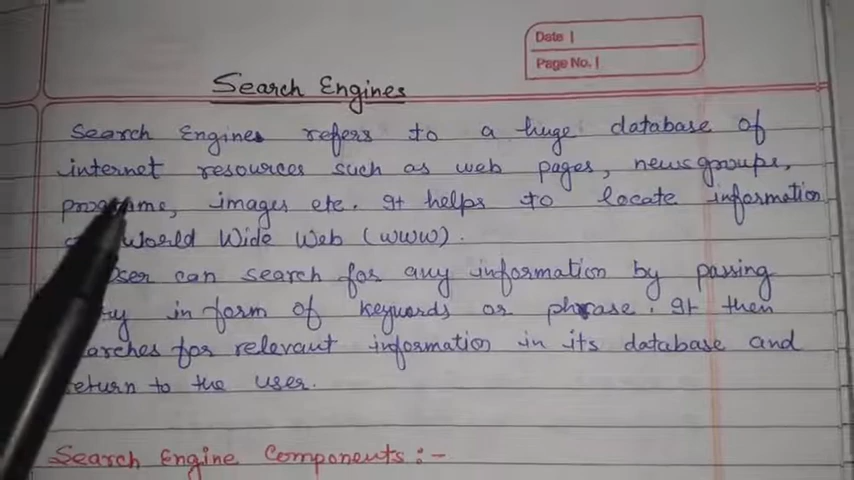 Date |
Page No. |
Search Engines
Search Engines refers to a huge database of
internet resources such as web pages, newsgroups,
images etc. It helps to locate information
World Wide Web (WWW).
can search for any information by passing
in form of keywords or phrase. It then
for relevant information in its database and
return to the user.
Search Engine Components :-